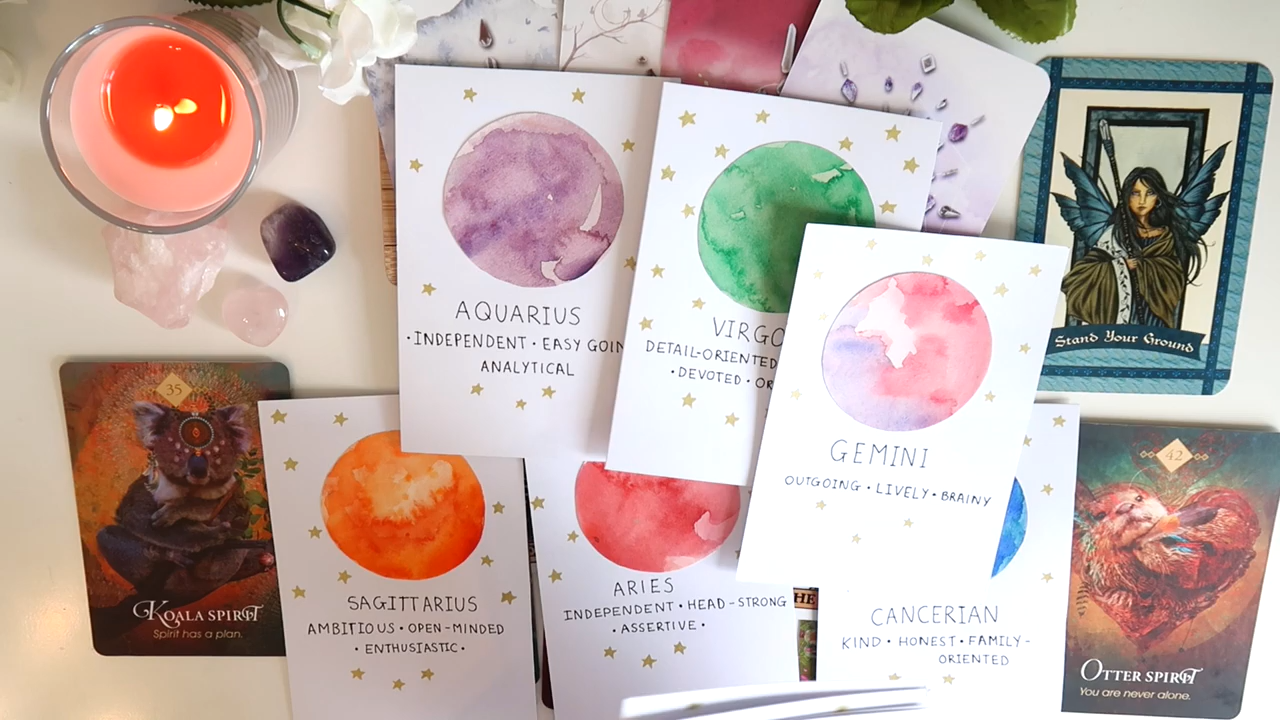 AQUARIUS
· INDEPENDENT · EASY
ANALYTICAL
VIRGO
DETAIL-ORIENTED
· DEVOTED ·
GEMINI
OUTGOING · LIVELY · BRAINY
Stand Your Ground
35
KOALA SPIRIT
Spirit has a plan.
SAGITTARIUS
AMBITIOUS · OPEN-MINDED
· ENTHUSIASTIC ·
ARIES
INDEPENDENT · HEAD-STRONG
· ASSERTIVE ·
THE
CANCERIAN
KIND · HONEST · FAMILY-
ORIENTED
42
OTTER SPIRIT
You are never alone.